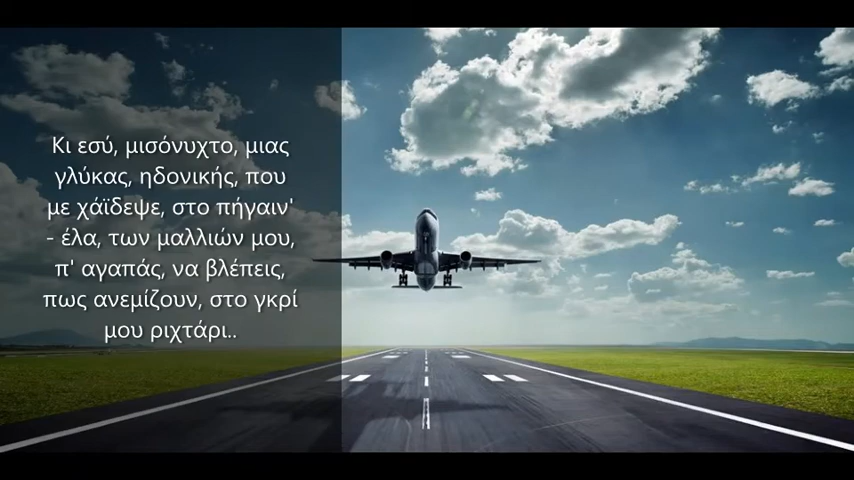 Κι εσύ, μισόνυχτο, μιας
γλύκας, ηδονικής, που
με χάϊδεψε, στο πήγαιν'
- έλα, των μαλλιών μου,
π' αγαπάς, να βλέπεις,
πως ανεμίζουν, στο γκρί
μου ριχτάρι..